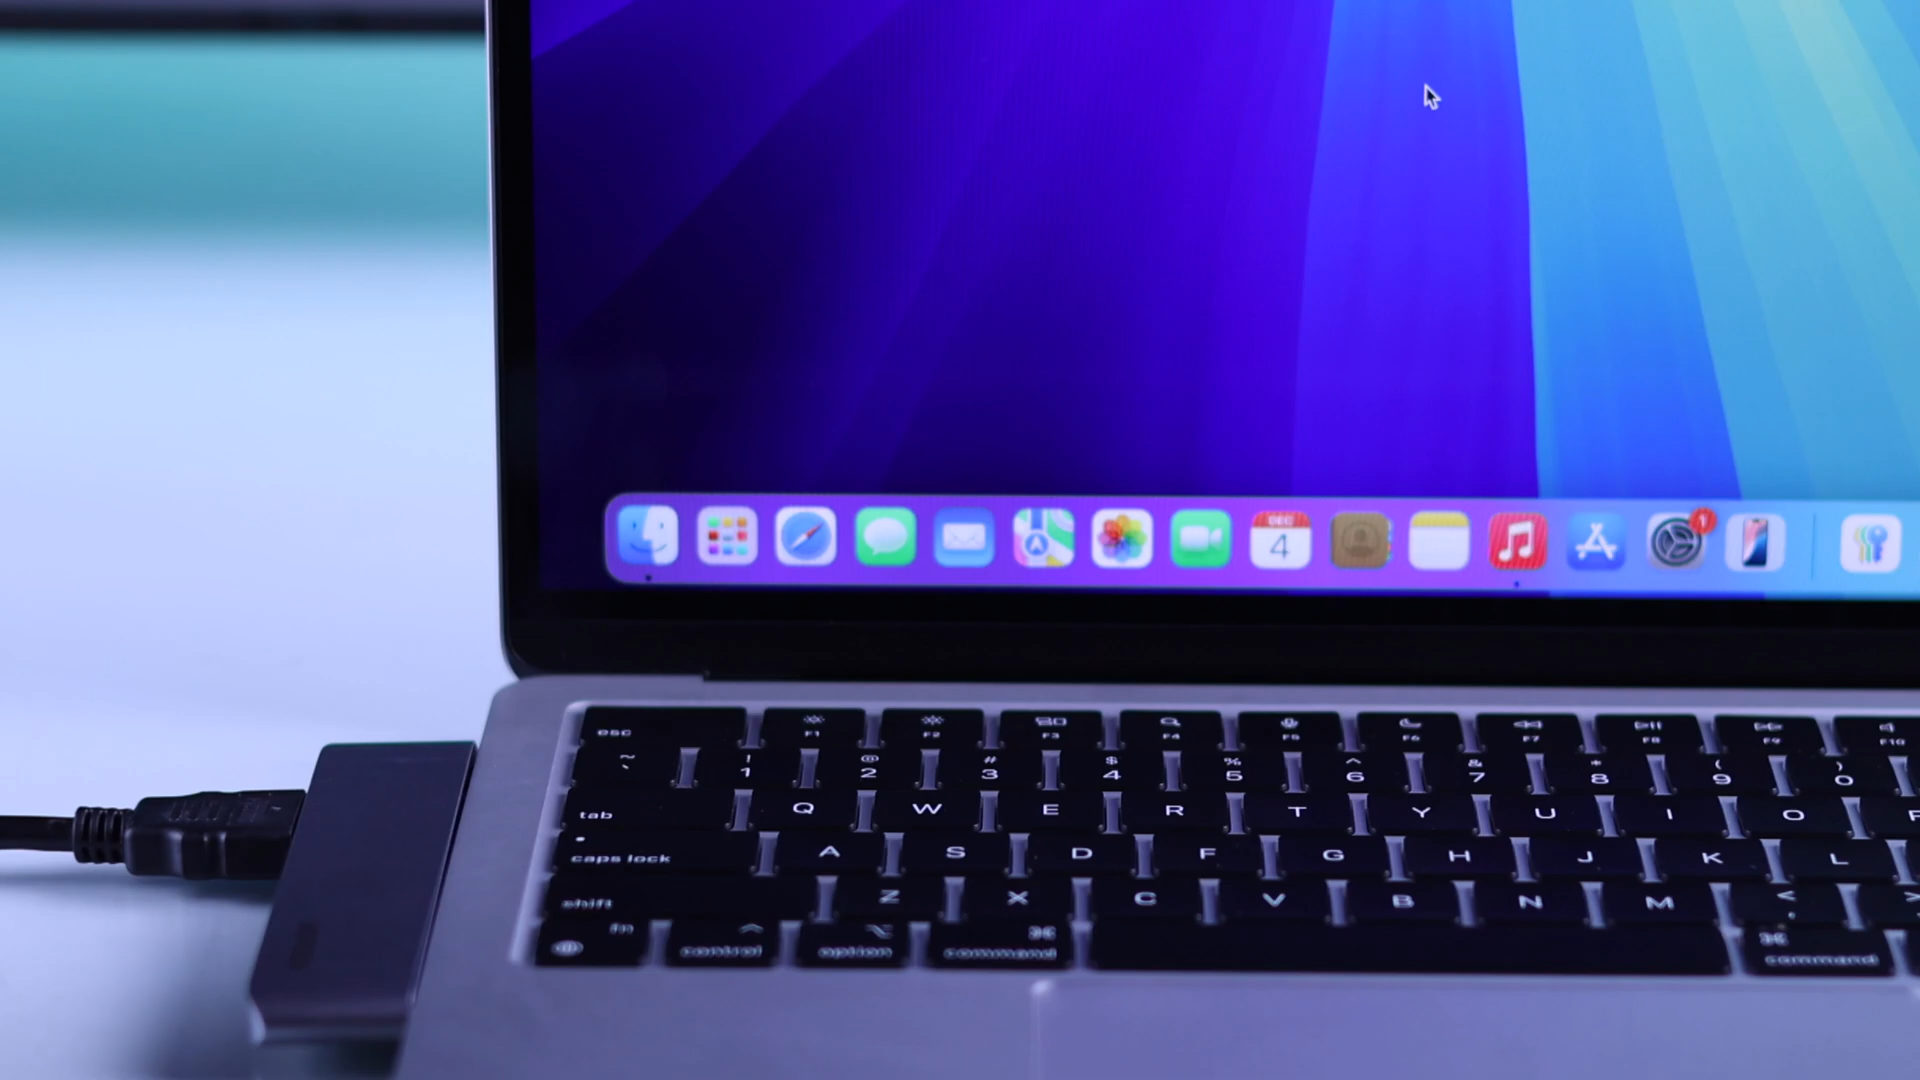 DEC
4
1
esc
F1 F2 F3 F4 F5 F6 F7 F8 F9 F10
~ ! @ # $ % ^ & * ( )
` 1 2 3 4 5 6 7 8 9 0
tab Q W E R T Y U I O P
caps lock A S D F G H J K L
shift Z X C V B N M < >
,
fn ^ ⌥ ⌘ ⌘
control option command command